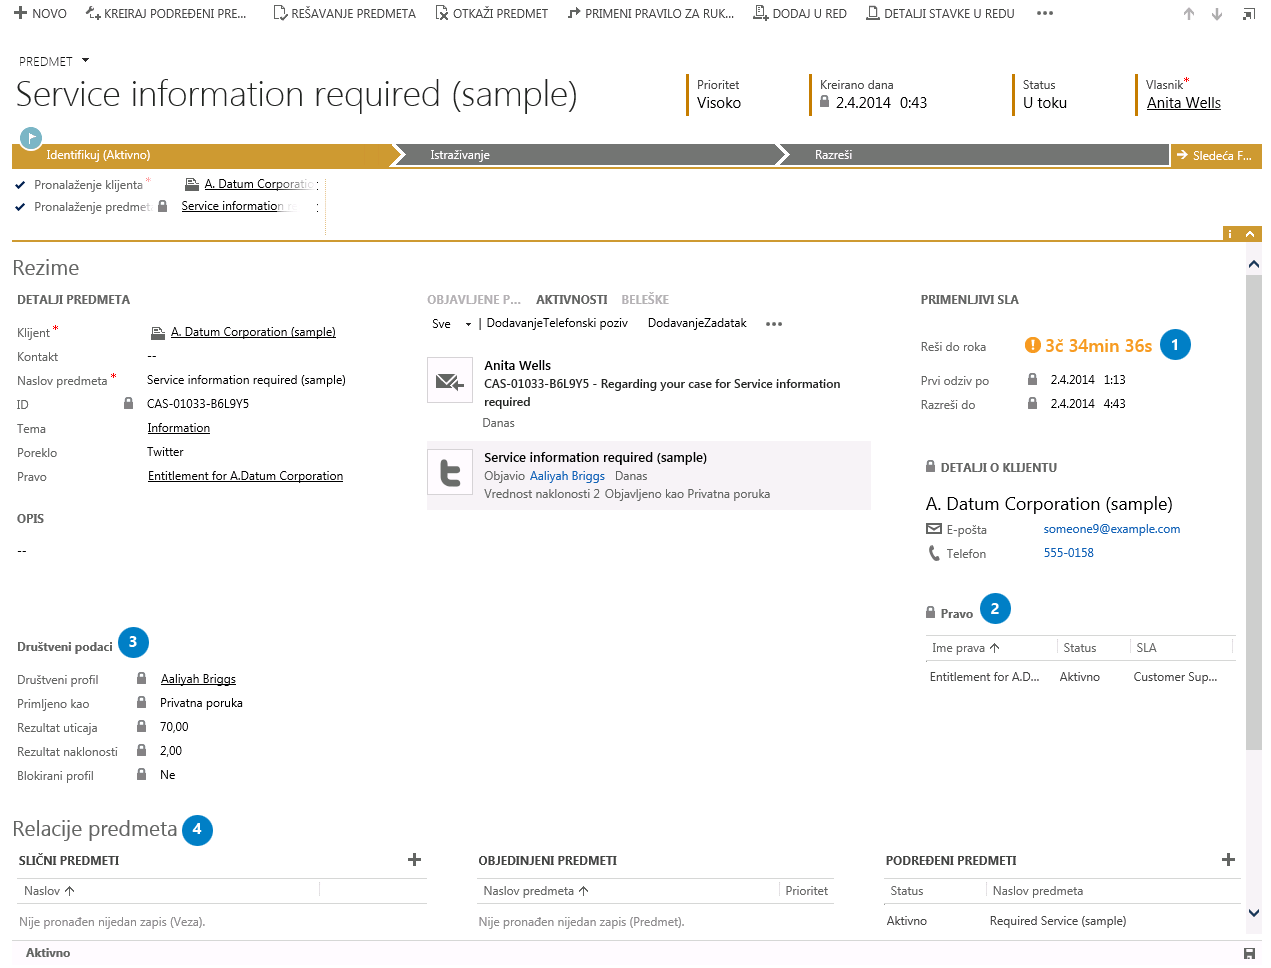 NOVO KREIRAJ PODREĐENI PRE... REŠAVANJE PREDMETA OTKAŽI PREDMET PRIMENI PRAVILO ZA RUK... DODAJ U RED DETALJI STAVKE U REDU •••
PREDMET
Service information required (sample)
Prioritet
Visoko
Kreirano dana
2.4.2014 0:43
Status
U toku
Vlasnik*
Anita Wells
Identifikuj (Aktivno) Istraživanje Razreši Sledeća F...
Pronalaženje klijenta* A. Datum Corporatio
Pronalaženje predmet Service information
Rezime
DETALJI PREDMETA
Klijent* A. Datum Corporation (sample)
Kontakt --
Naslov predmeta* Service information required (sample)
ID CAS-01033-B6L9Y5
Tema Information
Poreklo Twitter
Pravo Entitlement for A.Datum Corporation
OPIS
--
Društveni podaci 3
Društveni profil Aaliyah Briggs
Primljeno kao Privatna poruka
Rezultat uticaja 70,00
Rezultat naklonosti 2,00
Blokirani profil Ne
OBJAVLJENE P... AKTIVNOSTI BELEŠKE
Sve | DodavanjeTelefonski poziv DodavanjeZadatak •••
Anita Wells
CAS-01033-B6L9Y5 - Regarding your case for Service information
required
Danas
Service information required (sample)
Objavio Aaliyah Briggs Danas
Vrednost naklonosti 2 Objavljeno kao Privatna poruka
PRIMENLJIVI SLA
Reši do roka 3č 34min 36s 1
Prvi odziv po 2.4.2014 1:13
Razreši do 2.4.2014 4:43
DETALJI O KLIJENTU
A. Datum Corporation (sample)
E-pošta someone9@example.com
Telefon 555-0158
Pravo 2
Ime prava Status SLA
Entitlement for A.D... Aktivno Customer Sup...
Relacije predmeta 4
SLIČNI PREDMETI
Naslov
Nije pronađen nijedan zapis (Veza).
OBJEDINJENI PREDMETI
Naslov predmeta Prioritet
Nije pronađen nijedan zapis (Predmet).
PODREĐENI PREDMETI
Status Naslov predmeta
Aktivno Required Service (sample)
Aktivno